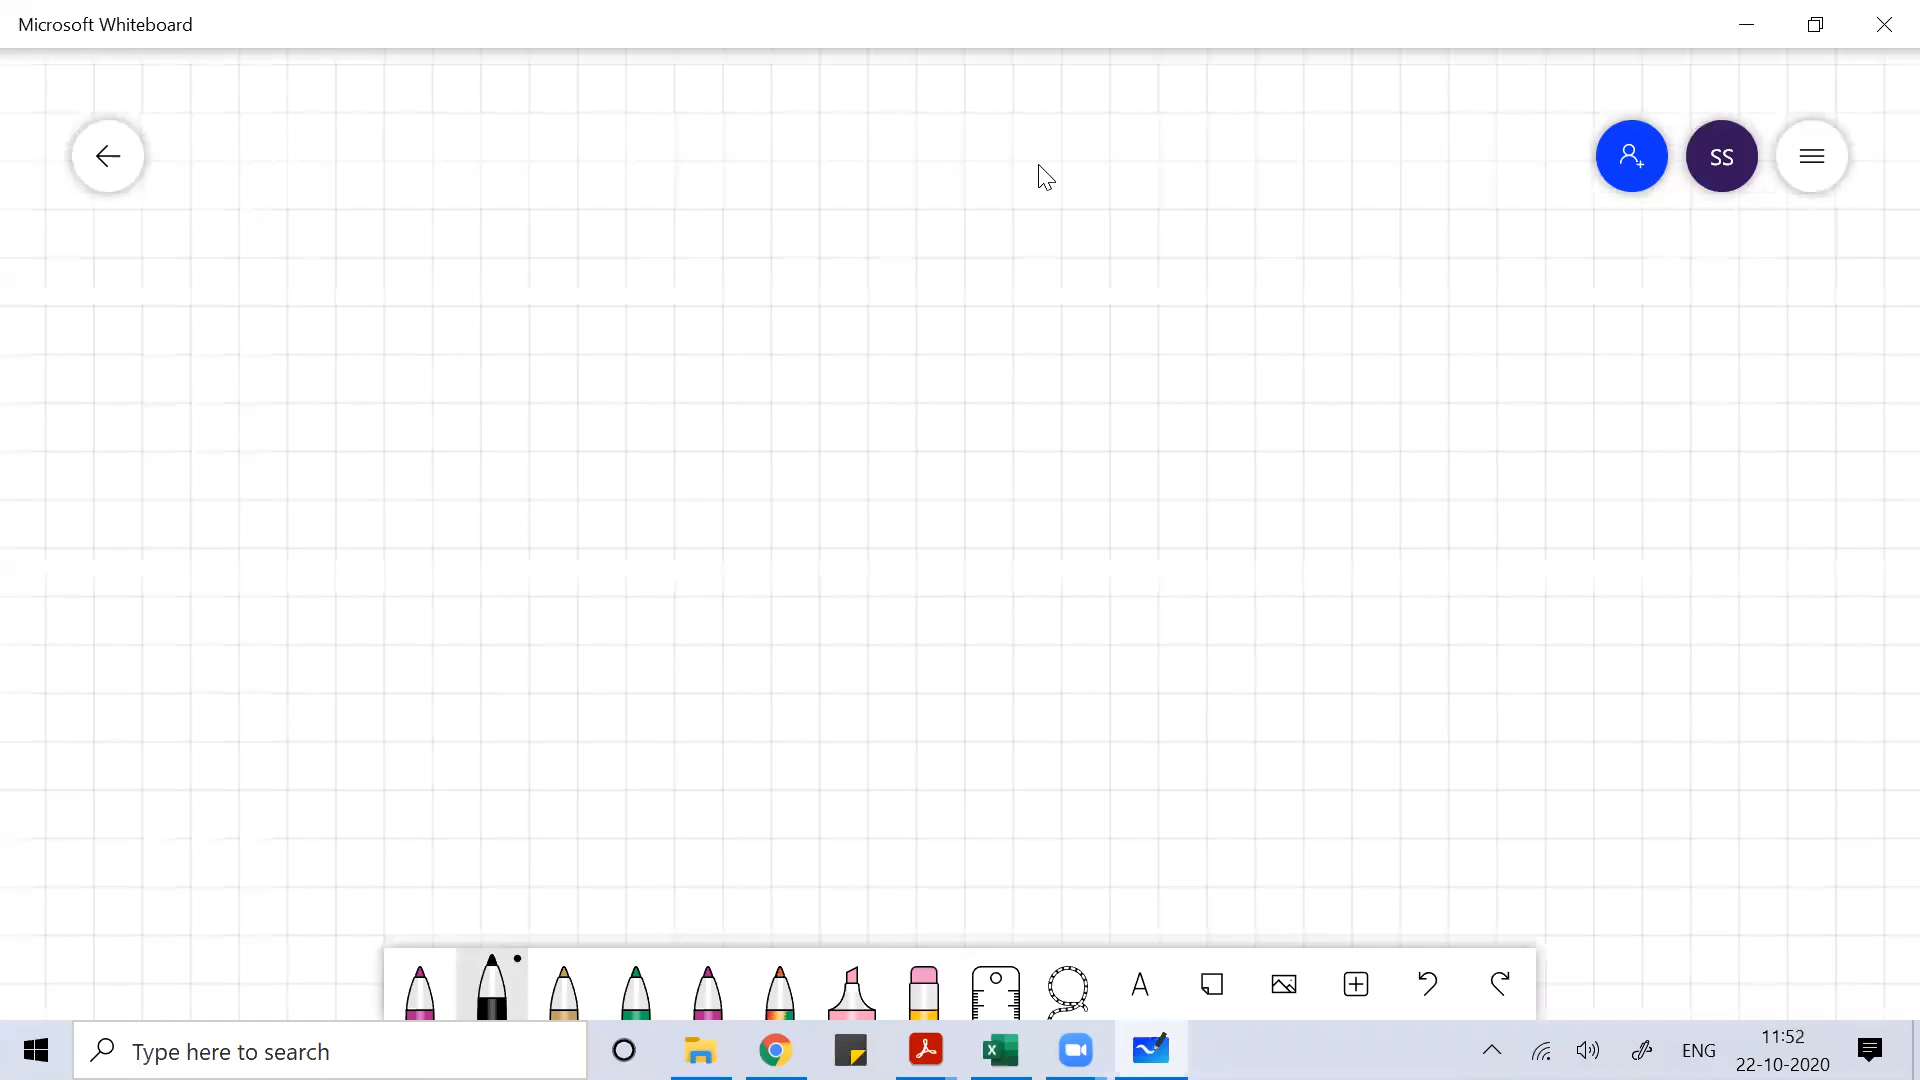 Microsoft Whiteboard
SS
A
Type here to search
ENG
11:52
22-10-2020